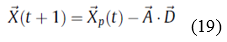 X⃗(t + 1) = X⃗p(t) − A⃗ · D⃗ (19)